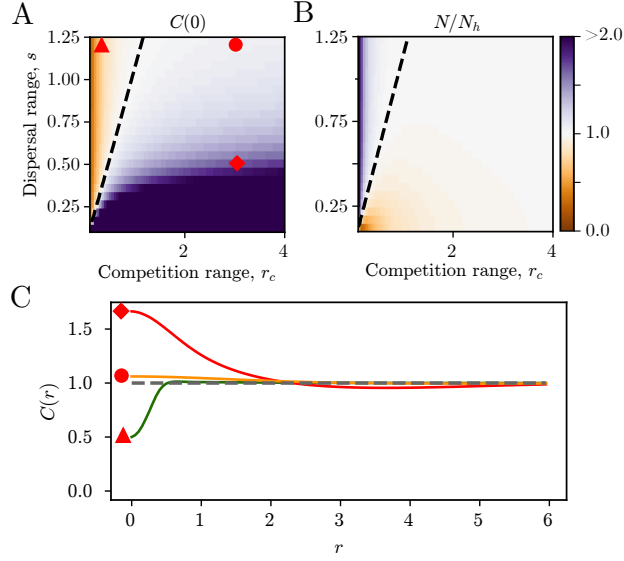 A
C(0)
B
N/N_h
Dispersal range, s
1.25
1.00
0.75
0.50
0.25
2
4
Competition range, r_c
1.25
0.75
0.25
2
4
Competition range, r_c
>2.0
1.0
0.0
C
C(r)
1.5
1.0
0.5
0.0
0
1
2
3
4
5
6
r